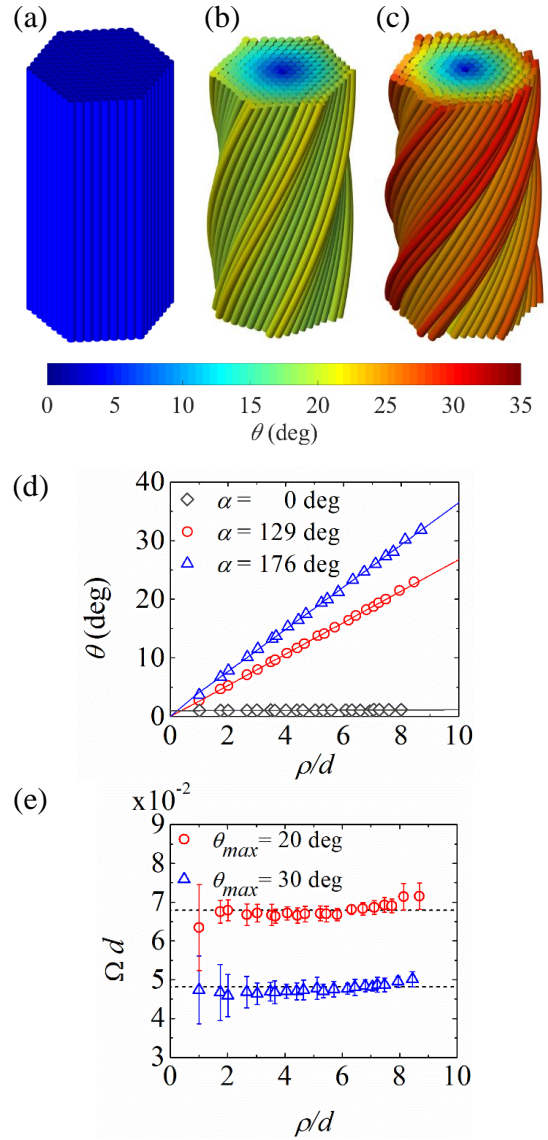 (a) (b) (c)
0 5 10 15 20 25 30 35
θ (deg)
(d)
40
30
20
10
0
θ (deg)
α = 0 deg
α = 129 deg
α = 176 deg
0 2 4 6 8 10
ρ/d
(e)
x10⁻²
9
8
7
6
5
4
3
Ω d
θmax = 20 deg
θmax = 30 deg
0 2 4 6 8 10
ρ/d